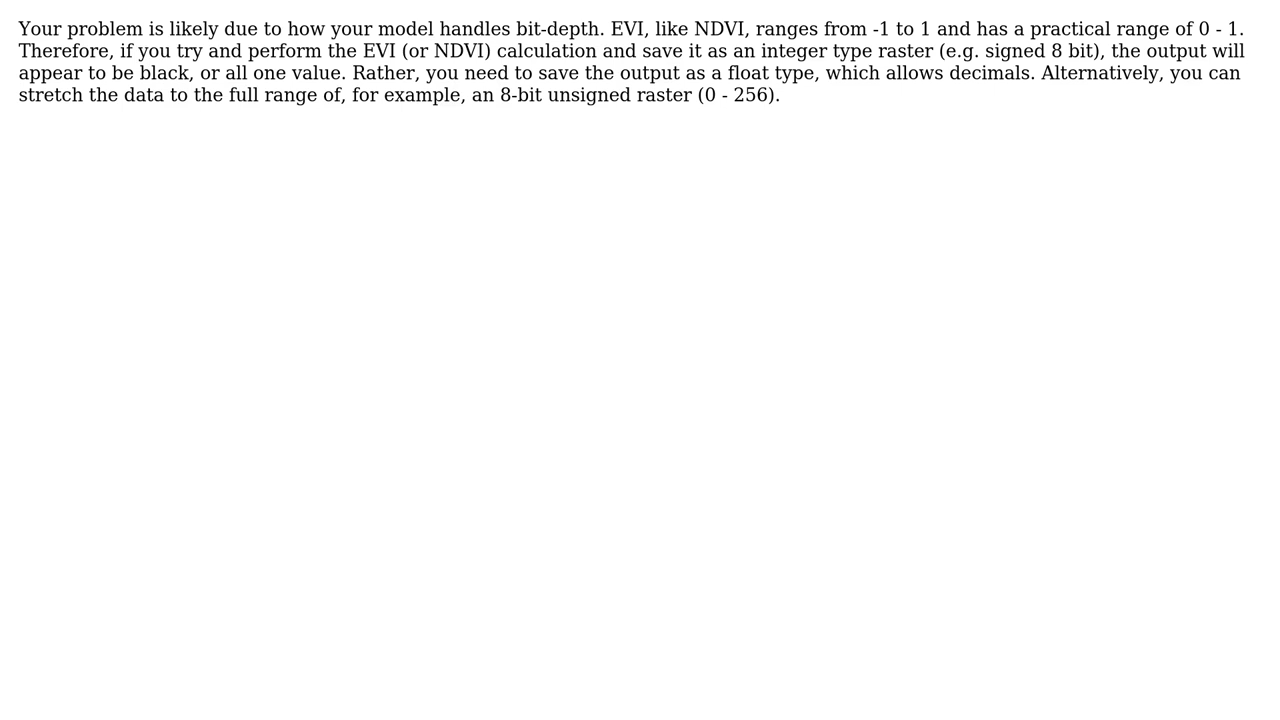 Your problem is likely due to how your model handles bit-depth. EVI, like NDVI, ranges from -1 to 1 and has a practical range of 0 - 1.
Therefore, if you try and perform the EVI (or NDVI) calculation and save it as an integer type raster (e.g. signed 8 bit), the output will
appear to be black, or all one value. Rather, you need to save the output as a float type, which allows decimals. Alternatively, you can
stretch the data to the full range of, for example, an 8-bit unsigned raster (0 - 256).